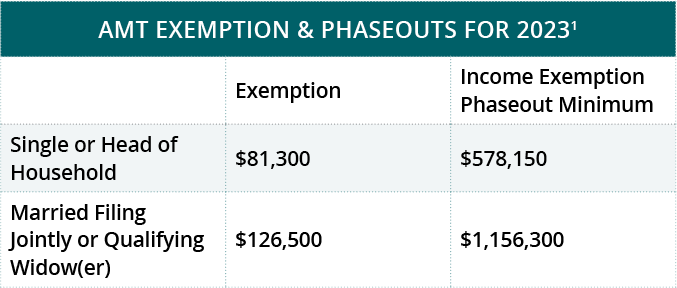 AMT EXEMPTION & PHASEOUTS FOR 2023¹
Exemption
Income Exemption
Phaseout Minimum
Single or Head of
Household
$81,300
$578,150
Married Filing
Jointly or Qualifying
Widow(er)
$126,500
$1,156,300